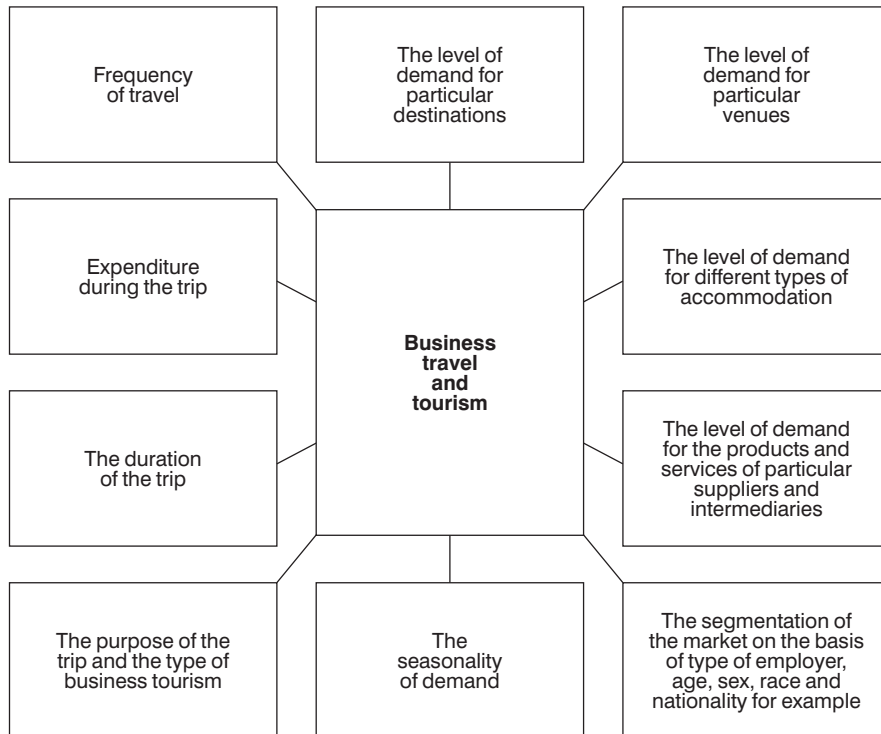 Frequency
of travel
The level of
demand for
particular
destinations
The level of
demand for
particular
venues
Expenditure
during the trip
Business
travel
and
tourism
The level of demand
for different types of
accommodation
The duration
of the trip
The level of demand
for the products and
services of particular
suppliers and
intermediaries
The purpose of the
trip and the type of
business tourism
The
seasonality
of demand
The segmentation of
the market on the basis
of type of employer,
age, sex, race and
nationality for example